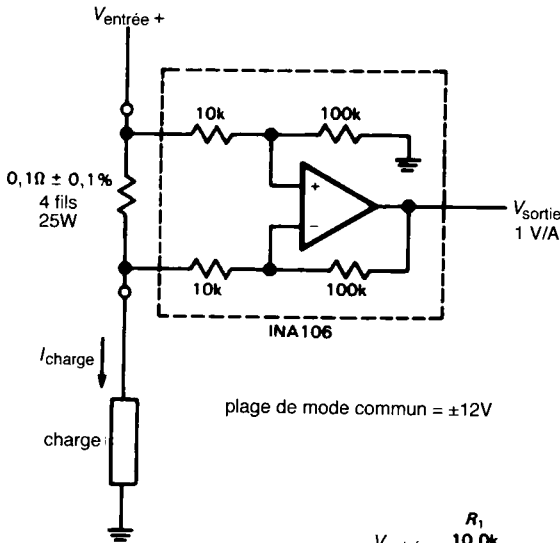 Ventrée +
10k
100k
0,1Ω ± 0,1%
4 fils
25W
+
−
Vsortie
1 V/A
10k
100k
INA106
Icharge
plage de mode commun = ±12V
charge
R1
10,0k